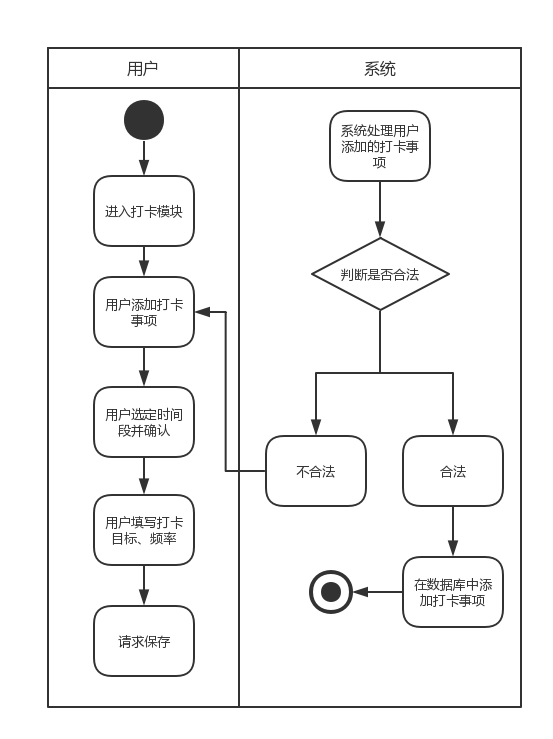 用户
系统
进入打卡模块
用户添加打卡
事项
用户选定时间
段并确认
用户填写打卡
目标、频率
请求保存
系统处理用户
添加的打卡事
项
判断是否合法
不合法
合法
在数据库中添
加打卡事项